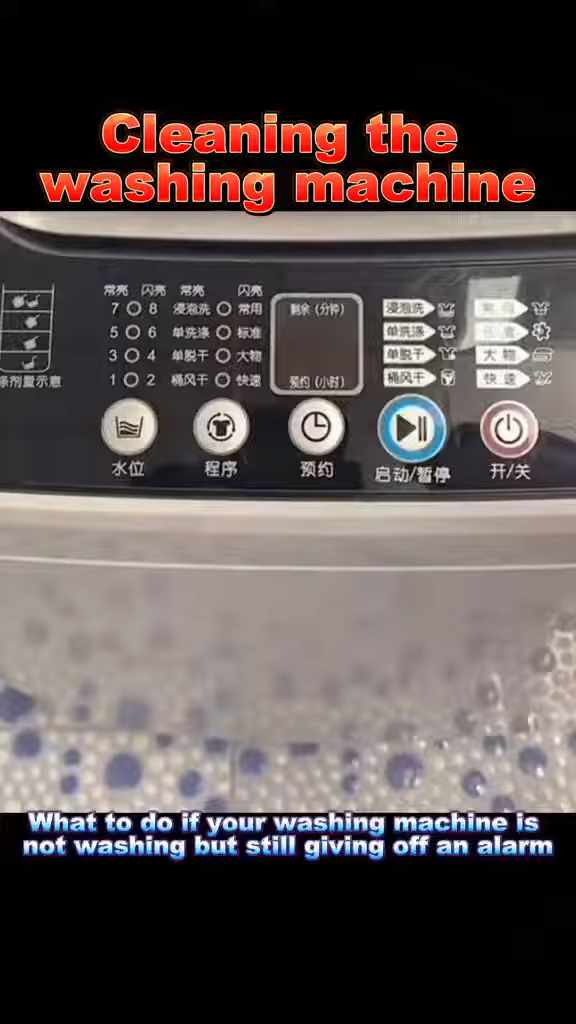 Cleaning the
washing machine
常亮 闪亮 常亮 闪亮
7 8 浸泡洗 常用 剩余(分钟) 浸泡洗
5 6 单洗涤 标准 单洗涤
3 4 单脱干 大物 单脱干 大物
1 2 桶风干 快速 预约(小时) 桶风干 快速
剂量示意
水位 程序 预约 启动/暂停 开/关
What to do if your washing machine is
not washing but still giving off an alarm